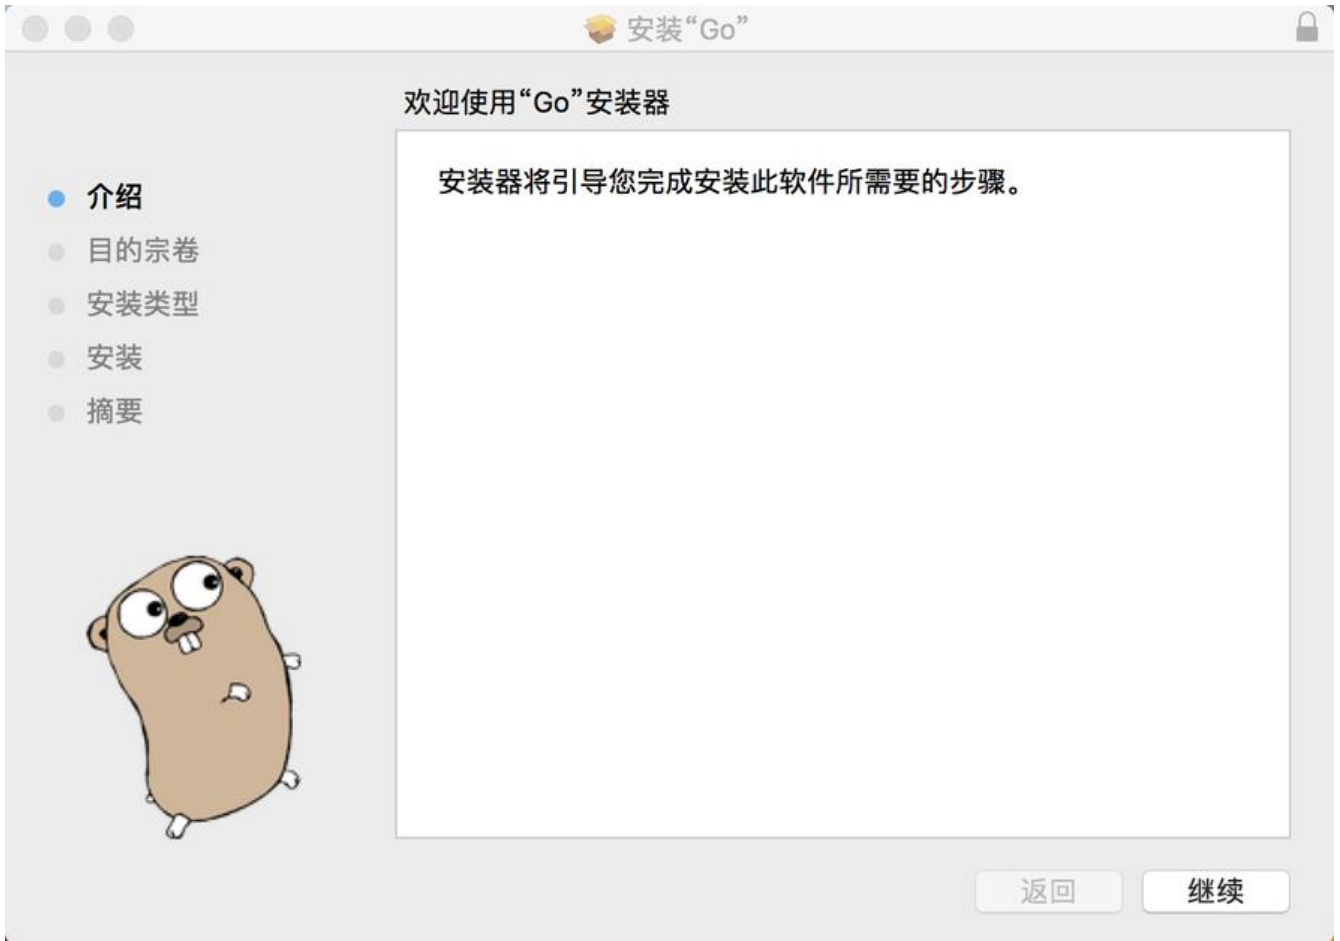 安装“Go”
欢迎使用“Go”安装器
安装器将引导您完成安装此软件所需要的步骤。
介绍
目的宗卷
安装类型
安装
摘要
返回
继续